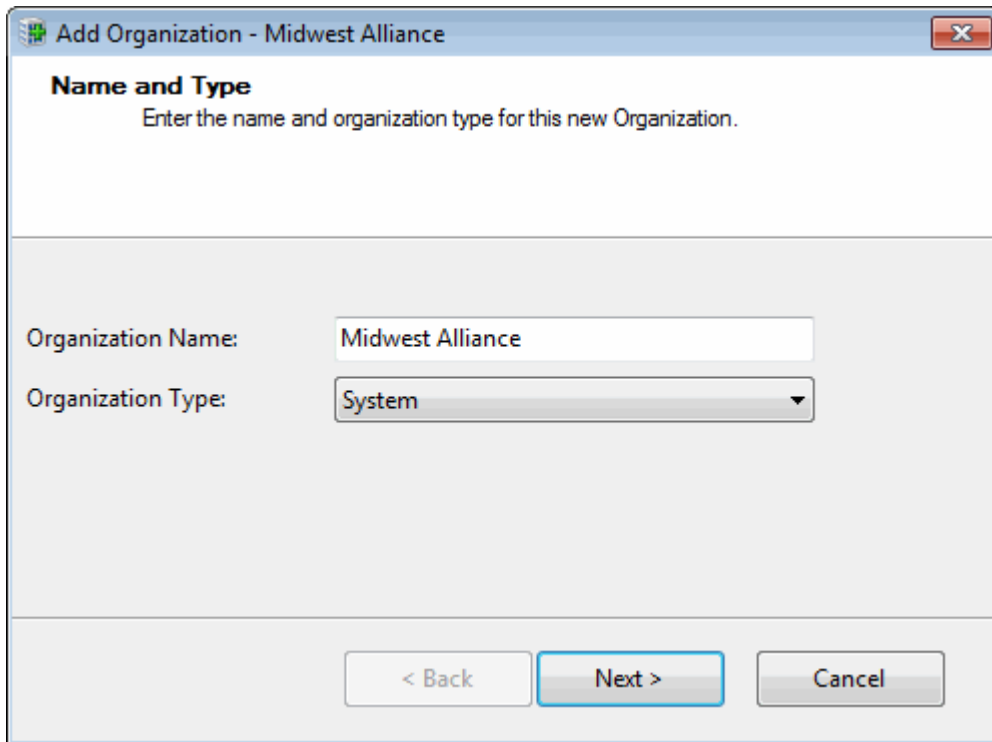 Add Organization - Midwest Alliance
Name and Type
Enter the name and organization type for this new Organization.
Organization Name: Midwest Alliance
Organization Type: System
< Back Next > Cancel